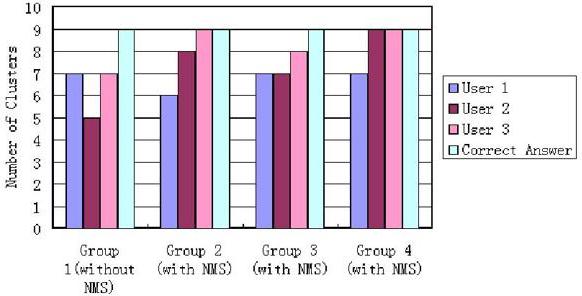 Number of Clusters
10
9
8
7
6
5
4
3
2
1
0
Group
1(without
NMS)
Group 2
(with NMS)
Group 3
(with NMS)
Group 4
(with NMS)
User 1
User 2
User 3
Correct Answer